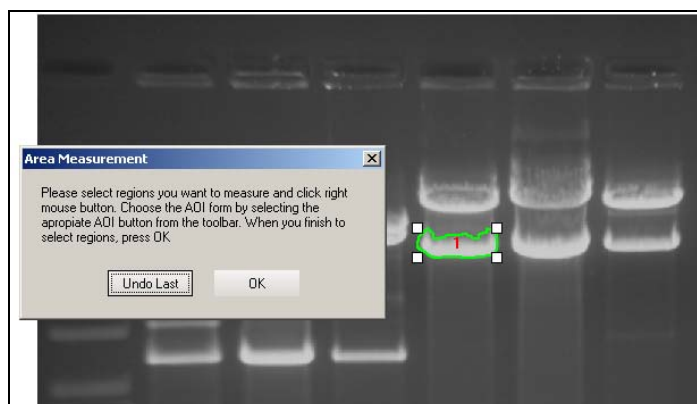 Area Measurement
Please select regions you want to measure and click right
mouse button. Choose the AOI form by selecting the
apropiate AOI button from the toolbar. When you finish to
select regions, press OK
Undo Last
OK
1